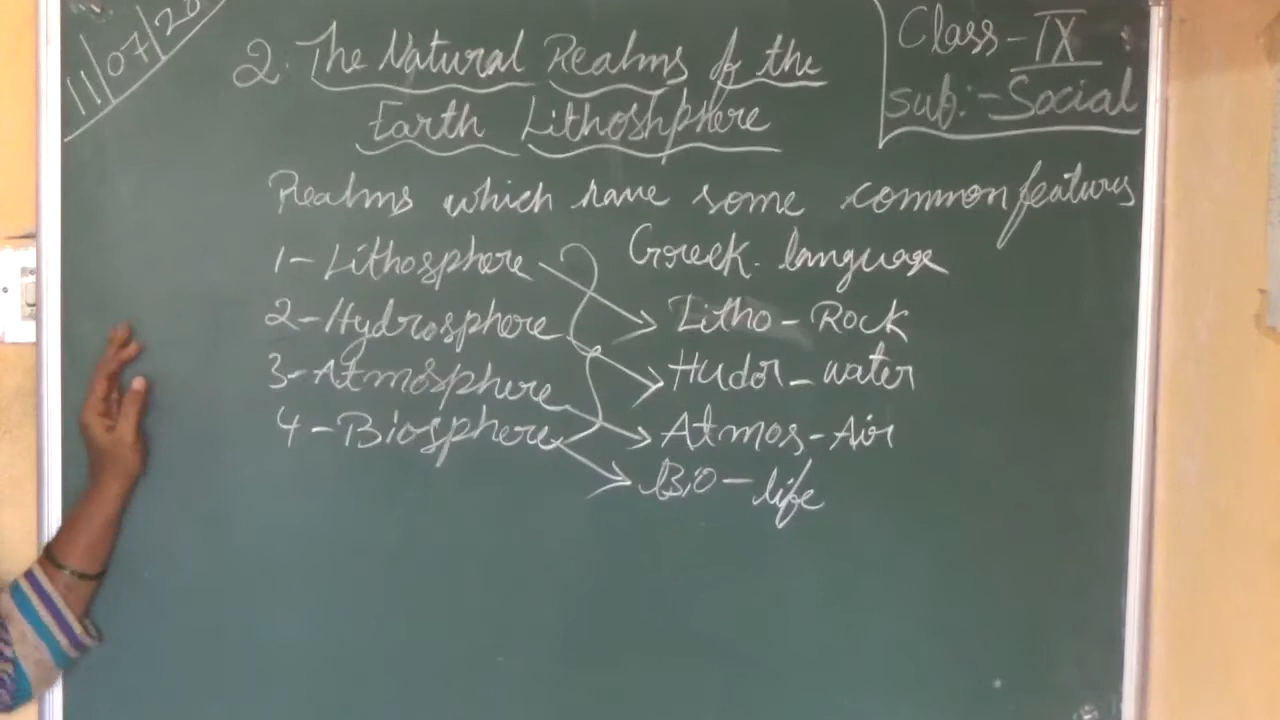 11/07/20
Class - IX
Sub:- Social
2. The Natural Realms of the
Earth Lithoshphere
Realms which have some common features
1- Lithosphere
2- Hydrosphere
3- Atmosphere
4- Biosphere
Greek language
Litho - Rock
Hudor - water
Atmos - Air
Bio - life